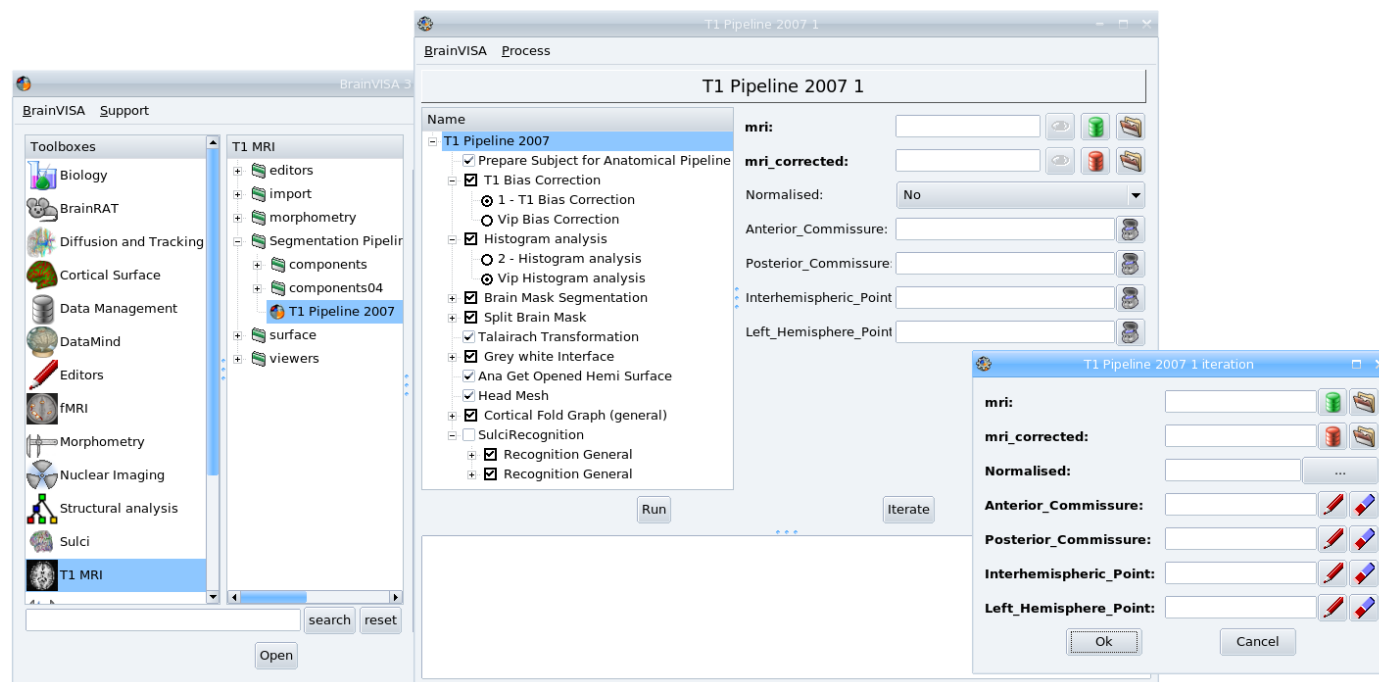 BrainVISA 3
BrainVISA Support
Toolboxes
Biology
BrainRAT
Diffusion and Tracking
Cortical Surface
Data Management
DataMind
Editors
fMRI
Morphometry
Nuclear Imaging
Structural analysis
Sulci
T1 MRI
T1 MRI
editors
import
morphometry
Segmentation Pipelin
components
components04
T1 Pipeline 2007
surface
viewers
search reset
Open
T1 Pipeline 2007 1
BrainVISA Process
T1 Pipeline 2007 1
Name
T1 Pipeline 2007
Prepare Subject for Anatomical Pipeline
T1 Bias Correction
1 - T1 Bias Correction
Vip Bias Correction
Histogram analysis
2 - Histogram analysis
Vip Histogram analysis
Brain Mask Segmentation
Split Brain Mask
Talairach Transformation
Grey white Interface
Ana Get Opened Hemi Surface
Head Mesh
Cortical Fold Graph (general)
SulciRecognition
Recognition General
Recognition General
mri:
mri_corrected:
Normalised: No
Anterior_Commissure:
Posterior_Commissure:
Interhemispheric_Point
Left_Hemisphere_Point
Run Iterate
T1 Pipeline 2007 1 iteration
mri:
mri_corrected:
Normalised: ...
Anterior_Commissure:
Posterior_Commissure:
Interhemispheric_Point:
Left_Hemisphere_Point:
Ok Cancel